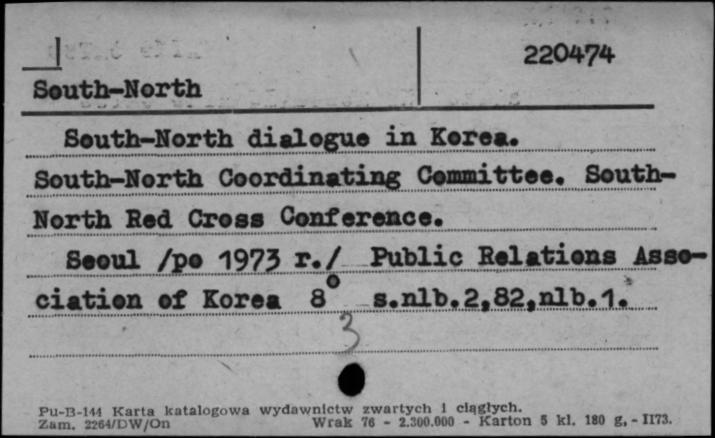 220474
South-North
South-North dialogue in Korea.
South-North Coordinating Committee. South-
North Red Cross Conference.
Seoul /po 1973 r./ Public Relations Asso-
ciation of Korea 8° s.nlb.2,82,nlb.1.
3
Pu-B-144 Karta katalogowa wydawnictw zwartych i ciągłych.
Zam. 2264/DW/On Wrak 76 - 2.300.000 - Karton 5 kl. 180 g, - II73.